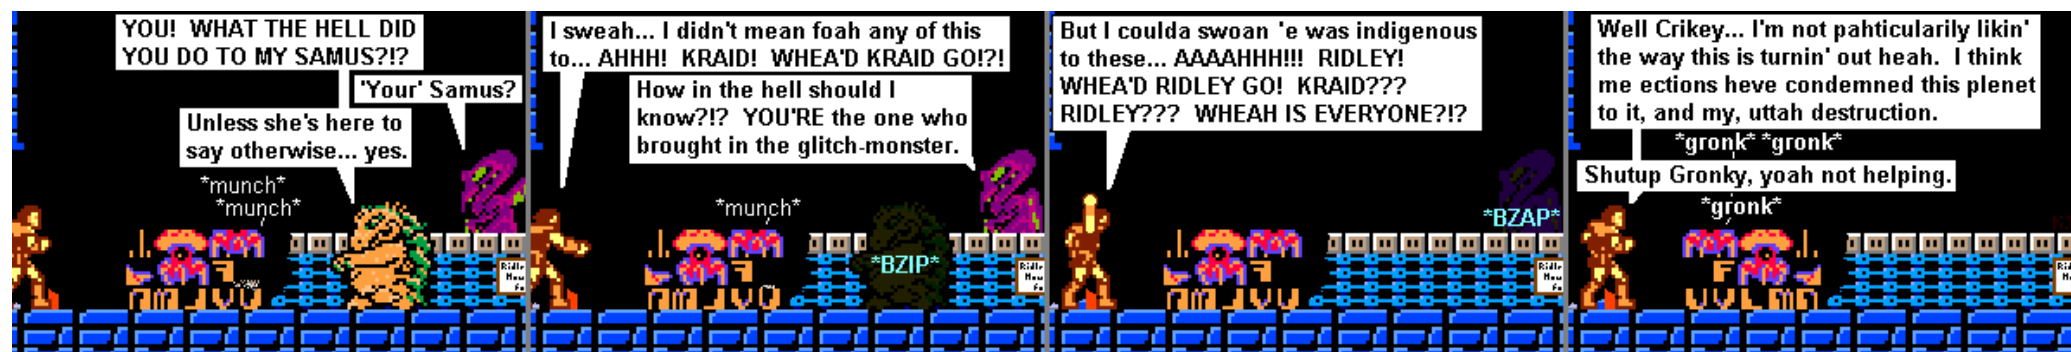 YOU!  WHAT THE HELL DID
YOU DO TO MY SAMUS?!?
'Your' Samus?
Unless she's here to
say otherwise... yes.
*munch*
*munch*
Ridle
I sweah... I didn't mean foah any of this
to... AHHH!  KRAID!  WHEA'D KRAID GO!?!
How in the hell should I
know?!?  YOU'RE the one who
brought in the glitch-monster.
*munch*
*BZIP*
Ridle
But I coulda swoan 'e was indigenous
to these... AAAAHHH!!!  RIDLEY!
WHEA'D RIDLEY GO!  KRAID???
RIDLEY???  WHEAH IS EVERYONE?!?
*BZAP*
Ridle
Well Crikey... I'm not pahticularily likin'
the way this is turnin' out heah.  I think
me ections heve condemned this plenet
to it, and my, uttah destruction.
*gronk* *gronk*
Shutup Gronky, yoah not helping.
*gronk*
Ridle